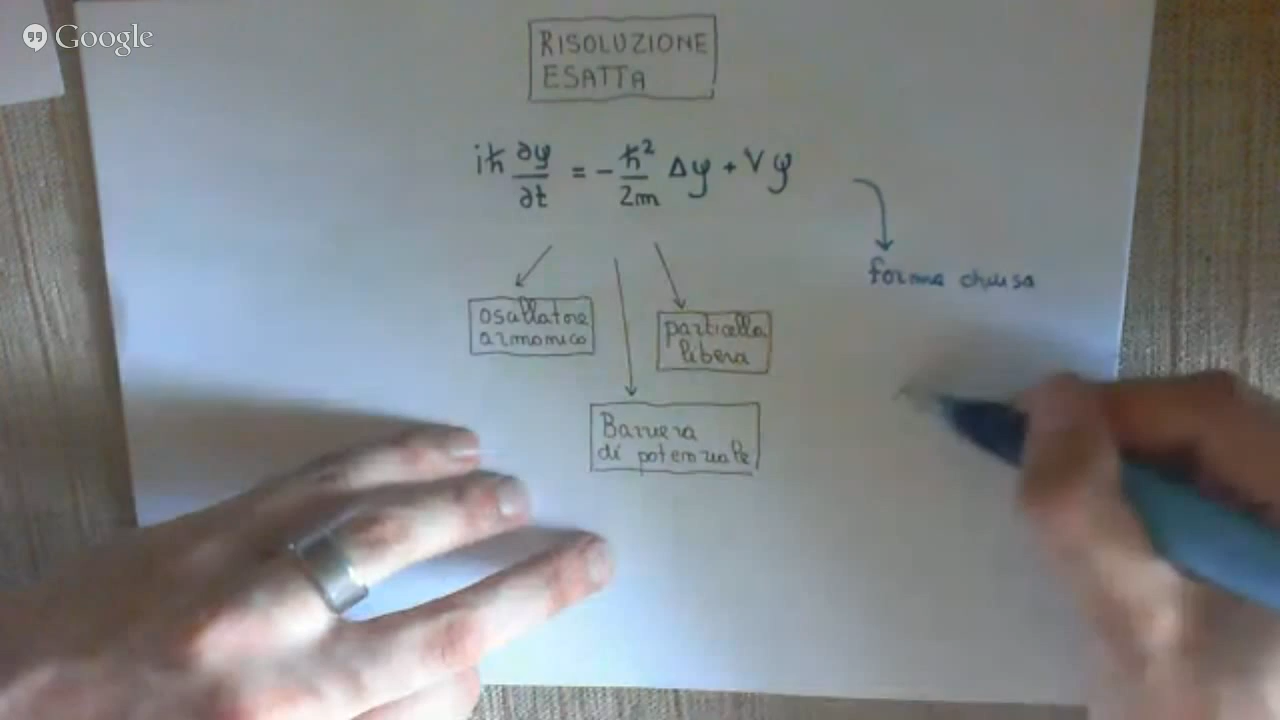 Google
RISOLUZIONE
ESATTA
iħ ∂ψ/∂t = - ħ²/2m Δψ + Vψ
forma chiusa
oscillatore
armonico
particella
libera
Barriera
di potenziale